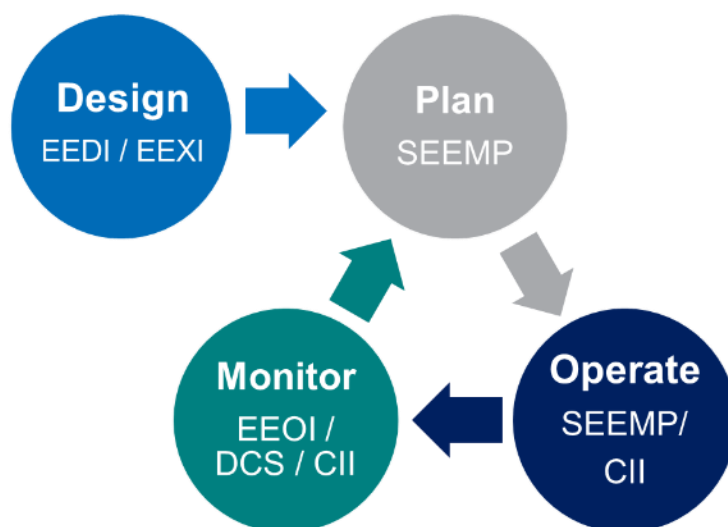 Design
EEDI / EEXI
Plan
SEEMP
Operate
SEEMP/
CII
Monitor
EEOI /
DCS / CII